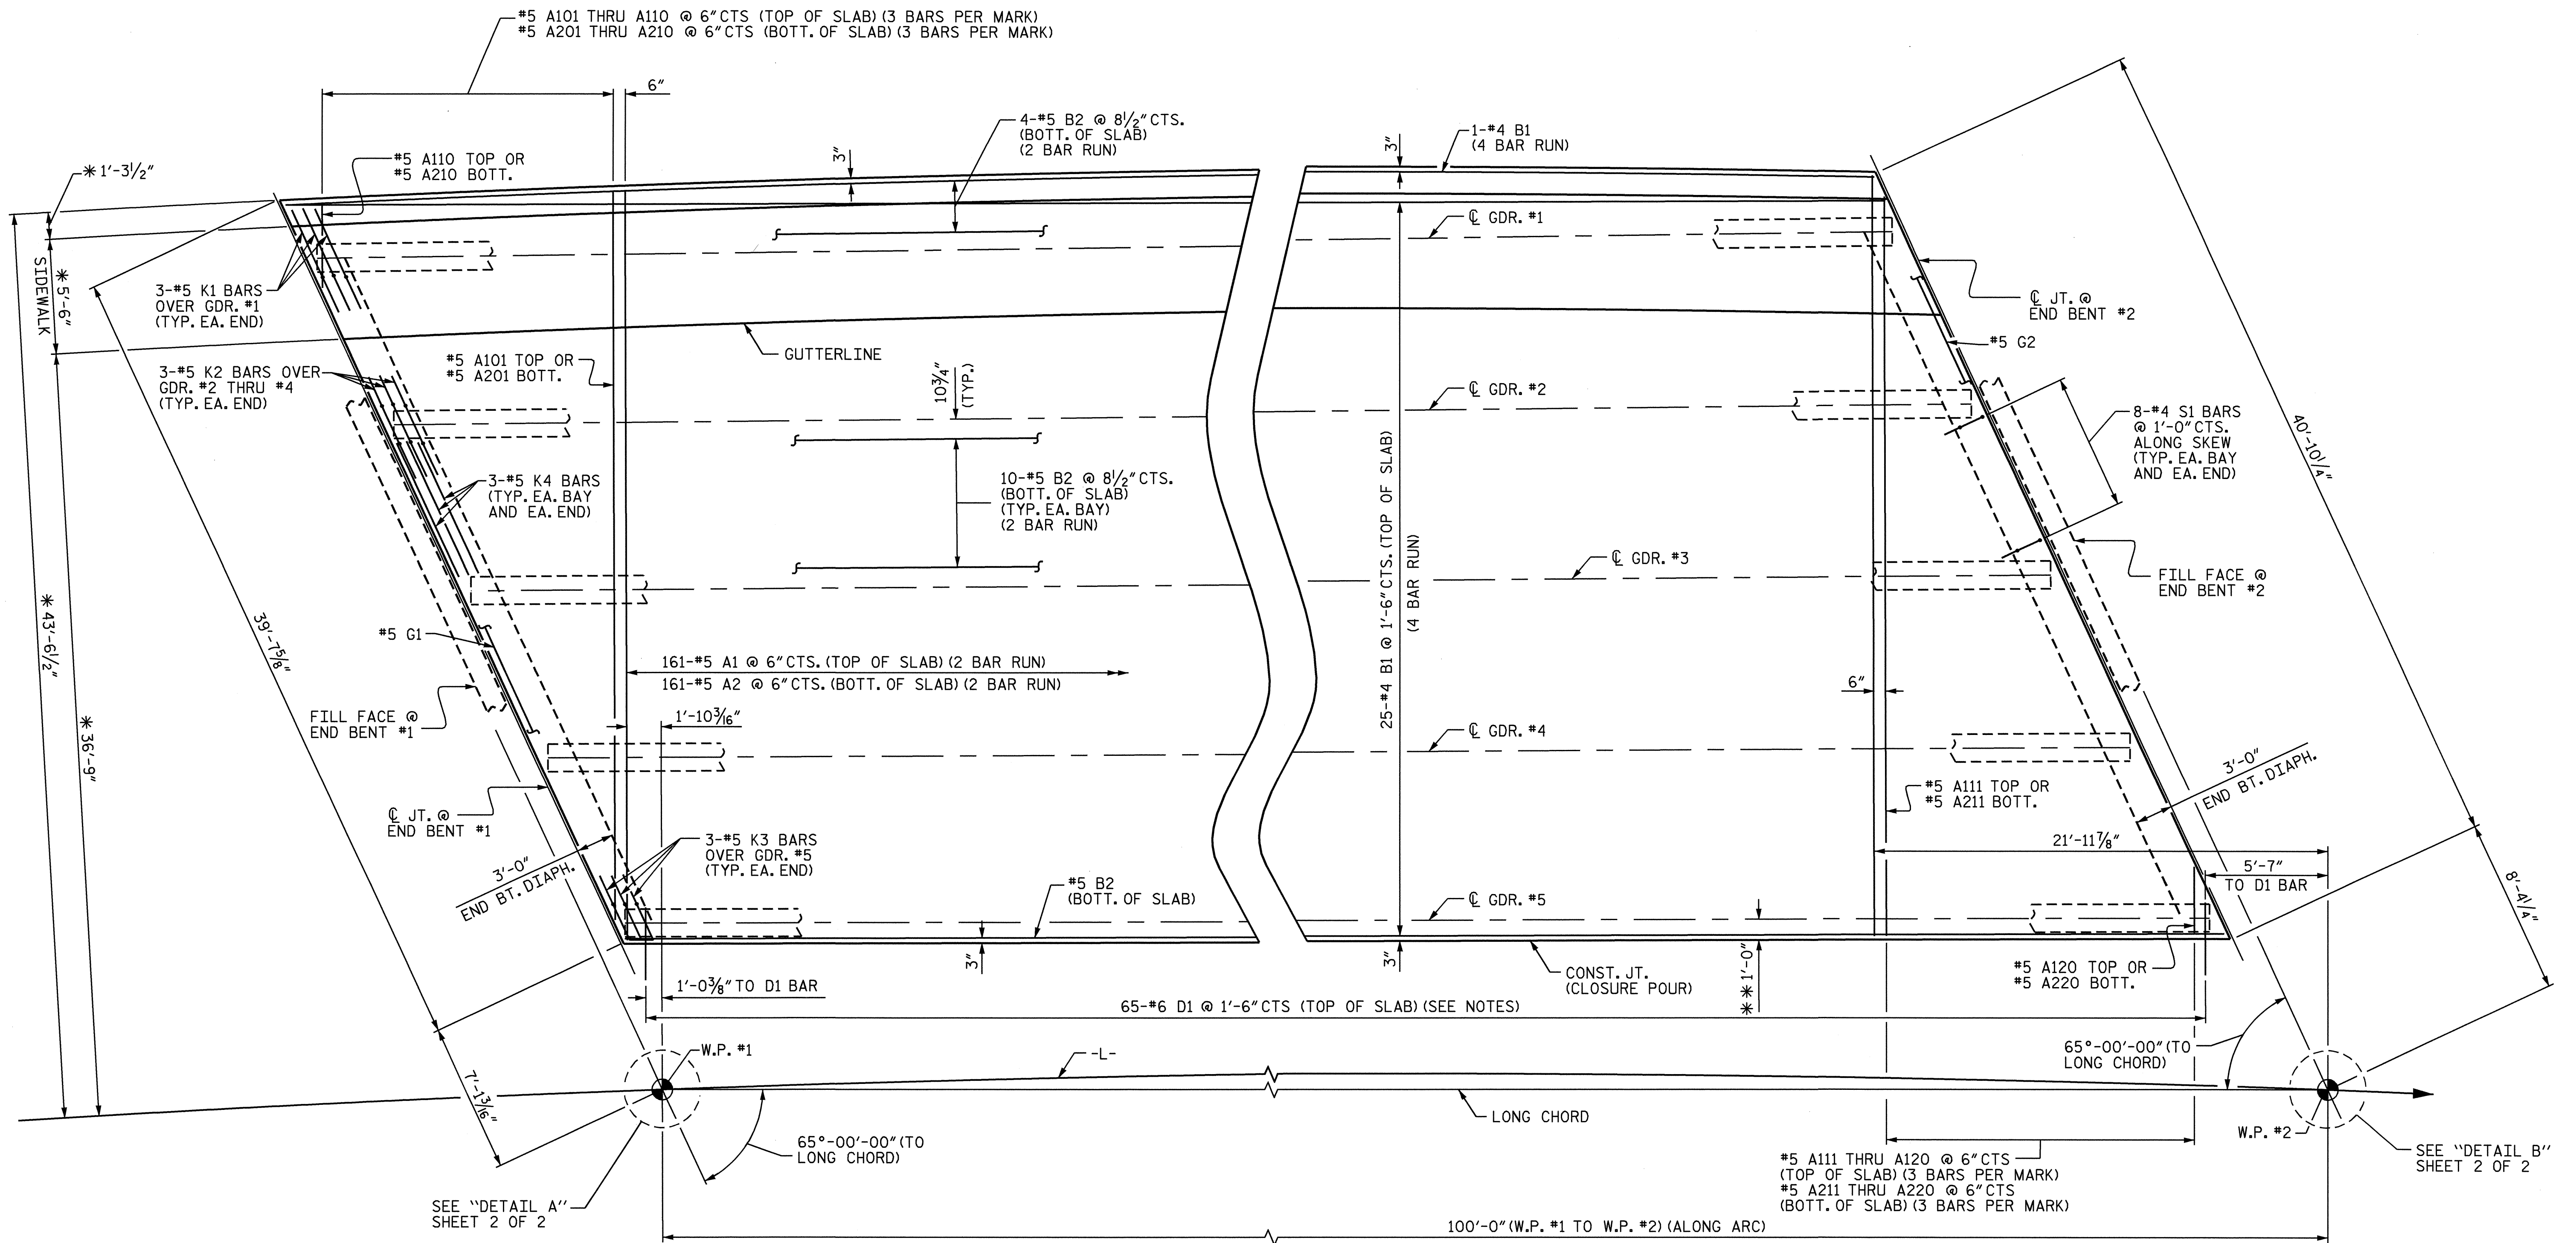 #5 A101 THRU A110 @ 6"CTS (TOP OF SLAB) (3 BARS PER MARK)
#5 A201 THRU A210 @ 6"CTS (BOTT. OF SLAB) (3 BARS PER MARK)
6"
4-#5 B2 @ 8½"CTS.
(BOTT. OF SLAB)
(2 BAR RUN)
1-#4 B1
(4 BAR RUN)
3"
3"
#5 A110 TOP OR
#5 A210 BOTT.
✳1'-3½"
✳ 5'-6"
SIDEWALK
℄ GDR. #1
3-#5 K1 BARS
OVER GDR. #1
(TYP. EA. END)
℄ JT. @
END BENT #2
GUTTERLINE
#5 G2
#5 A101 TOP OR
#5 A201 BOTT.
3-#5 K2 BARS OVER
GDR. #2 THRU #4
(TYP. EA. END)
10¾"
(TYP.)
℄ GDR. #2
8-#4 S1 BARS
@ 1'-0"CTS.
ALONG SKEW
(TYP. EA. BAY
AND EA. END)
40'-10¼"
3-#5 K4 BARS
(TYP. EA. BAY
AND EA. END)
10-#5 B2 @ 8½"CTS.
(BOTT. OF SLAB)
(TYP. EA. BAY)
(2 BAR RUN)
25-#4 B1 @ 1'-6"CTS. (TOP OF SLAB)
(4 BAR RUN)
℄ GDR. #3
FILL FACE @
END BENT #2
✳ 43'-6½"
✳ 36'-9"
39'-7⅝"
#5 G1
161-#5 A1 @ 6"CTS. (TOP OF SLAB) (2 BAR RUN)
161-#5 A2 @ 6"CTS. (BOTT. OF SLAB) (2 BAR RUN)
6"
FILL FACE @
END BENT #1
1'-10³⁄₁₆"
℄ GDR. #4
3'-0"
END BT. DIAPH.
#5 A111 TOP OR
#5 A211 BOTT.
℄ JT. @
END BENT #1
3-#5 K3 BARS
OVER GDR. #5
(TYP. EA. END)
21'-11⅞"
3'-0"
END BT. DIAPH.
#5 B2
(BOTT. OF SLAB)
℄ GDR. #5
5'-7"
TO D1 BAR
8'-4¼"
3"
3"
✳✳1'-0"
CONST. JT.
(CLOSURE POUR)
#5 A120 TOP OR
#5 A220 BOTT.
1'-0⅜" TO D1 BAR
65-#6 D1 @ 1'-6"CTS (TOP OF SLAB) (SEE NOTES)
W.P. #1
-L-
65°-00'-00" (TO
LONG CHORD)
7'-1³⁄₁₆"
LONG CHORD
W.P. #2
65°-00'-00" (TO
LONG CHORD)
#5 A111 THRU A120 @ 6"CTS
(TOP OF SLAB) (3 BARS PER MARK)
#5 A211 THRU A220 @ 6"CTS
(BOTT. OF SLAB) (3 BARS PER MARK)
SEE "DETAIL B"
SHEET 2 OF 2
SEE "DETAIL A"
SHEET 2 OF 2
100'-0" (W.P. #1 TO W.P. #2) (ALONG ARC)